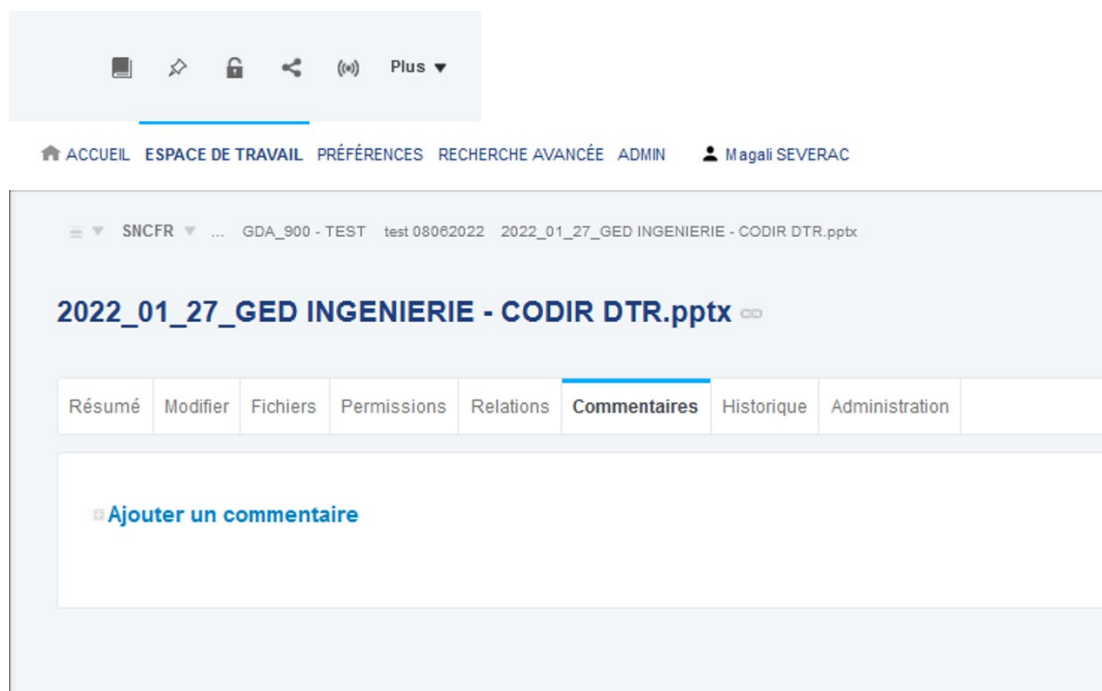 Plus
ACCUEIL ESPACE DE TRAVAIL PRÉFÉRENCES RECHERCHE AVANCÉE ADMIN Magali SEVERAC
SNCFR ... GDA_900 - TEST test 08062022 2022_01_27_GED INGENIERIE - CODIR DTR.pptx
2022_01_27_GED INGENIERIE - CODIR DTR.pptx
Résumé Modifier Fichiers Permissions Relations Commentaires Historique Administration
Ajouter un commentaire